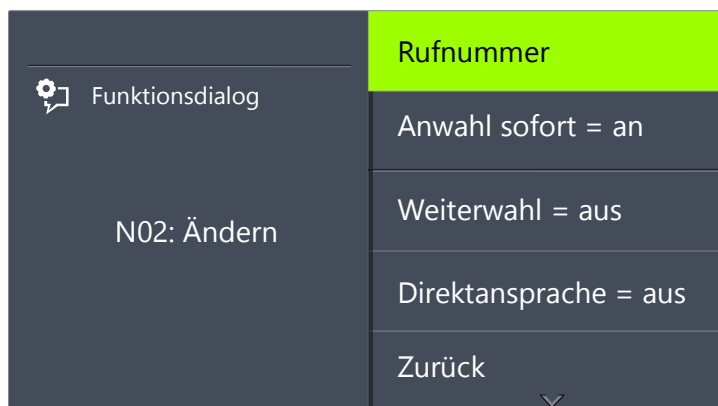 Funktionsdialog
N02: Ändern
Rufnummer
Anwahl sofort = an
Weiterwahl = aus
Direktansprache = aus
Zurück